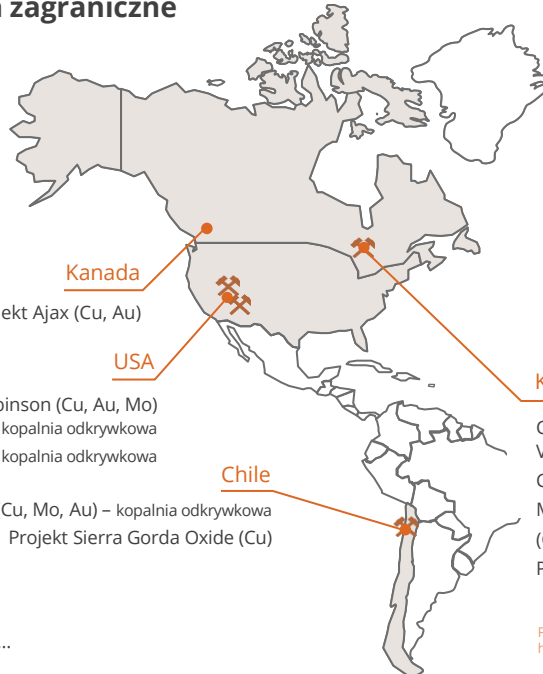 zagraniczne
Kanada
ekt Ajax (Cu, Au)
USA
binson (Cu, Au, Mo)
kopalnia odkrywkowa
kopalnia odkrywkowa
Chile
(Cu, Mo, Au) – kopalnia odkrywkowa
Projekt Sierra Gorda Oxide (Cu)
...
K